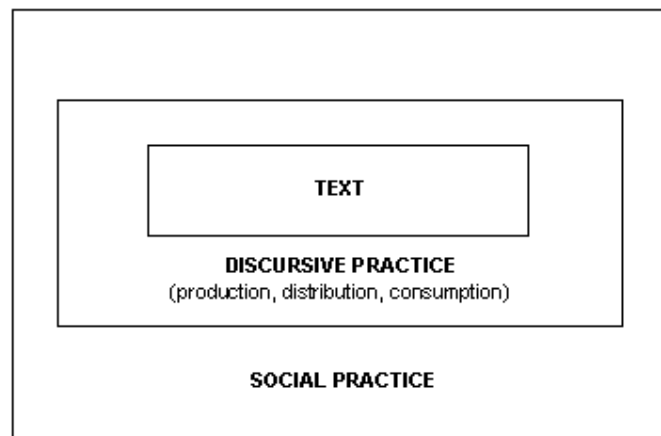 TEXT
DISCURSIVE PRACTICE
(production, distribution, consumption)
SOCIAL PRACTICE